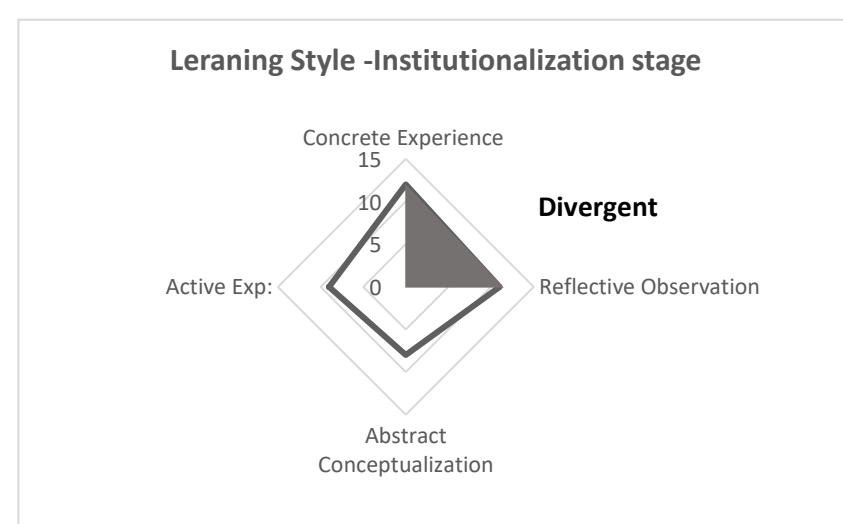 Leraning Style -Institutionalization stage
Concrete Experience
15
10
5
0
Divergent
Active Exp:
Reflective Observation
Abstract
Conceptualization